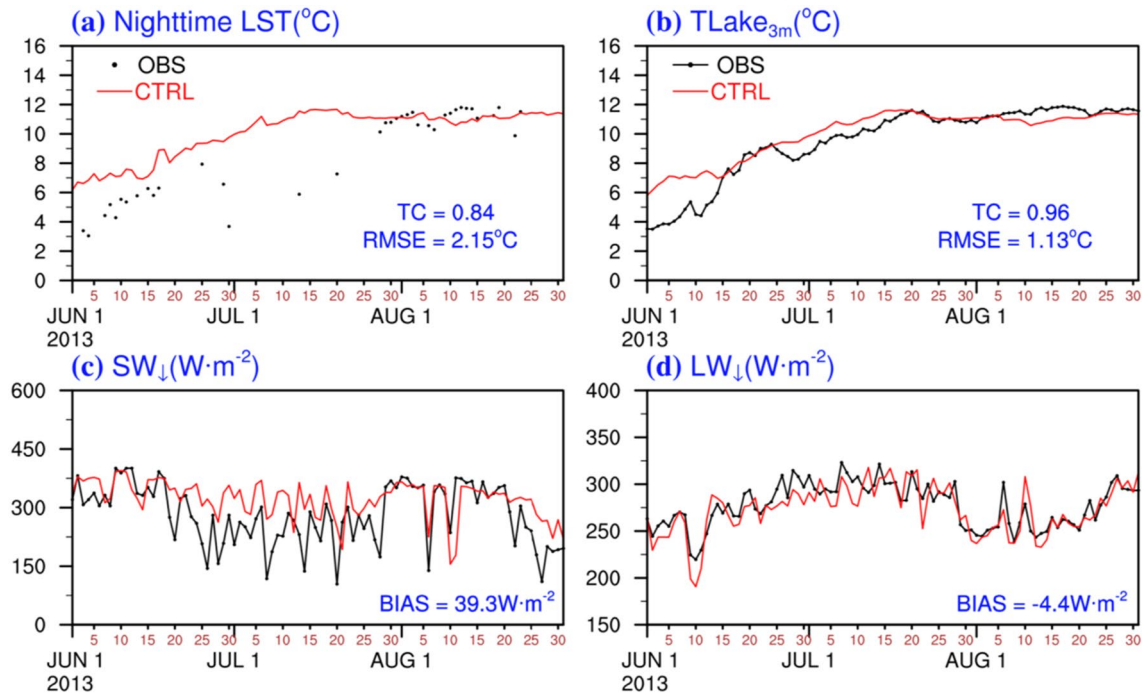 (a) Nighttime LST(°C)
16
14
12
10
8
6
4
2
0
OBS
CTRL
TC = 0.84
RMSE = 2.15°C
5 10 15 20 25 30 5 10 15 20 25 30 5 10 15 20 25 30
JUN 1 JUL 1 AUG 1
2013
(b) TLake₃ₘ(°C)
16
14
12
10
8
6
4
2
0
OBS
CTRL
TC = 0.96
RMSE = 1.13°C
5 10 15 20 25 30 5 10 15 20 25 30 5 10 15 20 25 30
JUN 1 JUL 1 AUG 1
2013
(c) SW↓(W·m⁻²)
600
450
300
150
0
BIAS = 39.3W·m⁻²
5 10 15 20 25 30 5 10 15 20 25 30 5 10 15 20 25 30
JUN 1 JUL 1 AUG 1
2013
(d) LW↓(W·m⁻²)
400
350
300
250
200
150
BIAS = -4.4W·m⁻²
5 10 15 20 25 30 5 10 15 20 25 30 5 10 15 20 25 30
JUN 1 JUL 1 AUG 1
2013